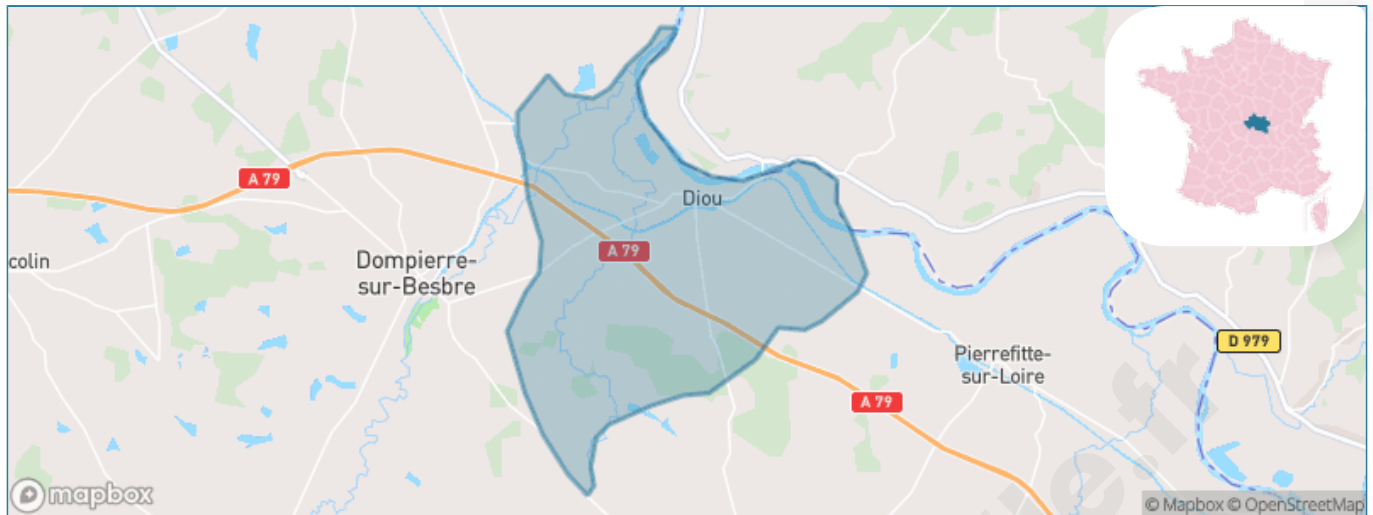 A 79
Diou
A 79
colin
Dompierre-
sur-Besbre
D 979
Pierrefitte-
sur-Loire
A 79
mapbox
© Mapbox © OpenStreetMap